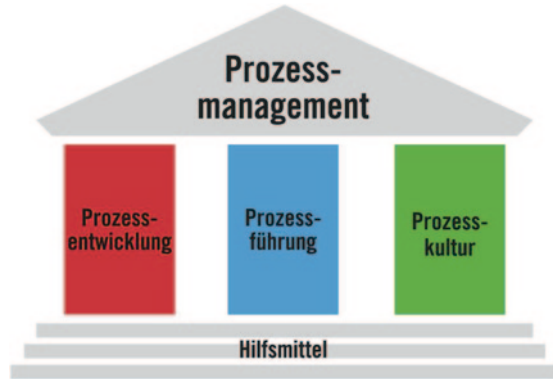 Prozess-
management
Prozess-
entwicklung
Prozess-
führung
Prozess-
kultur
Hilfsmittel